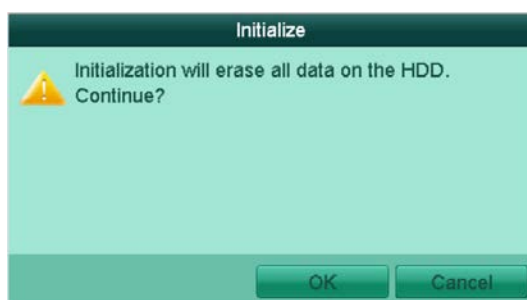 Initialize
Initialization will erase all data on the HDD.
Continue?
OK
Cancel